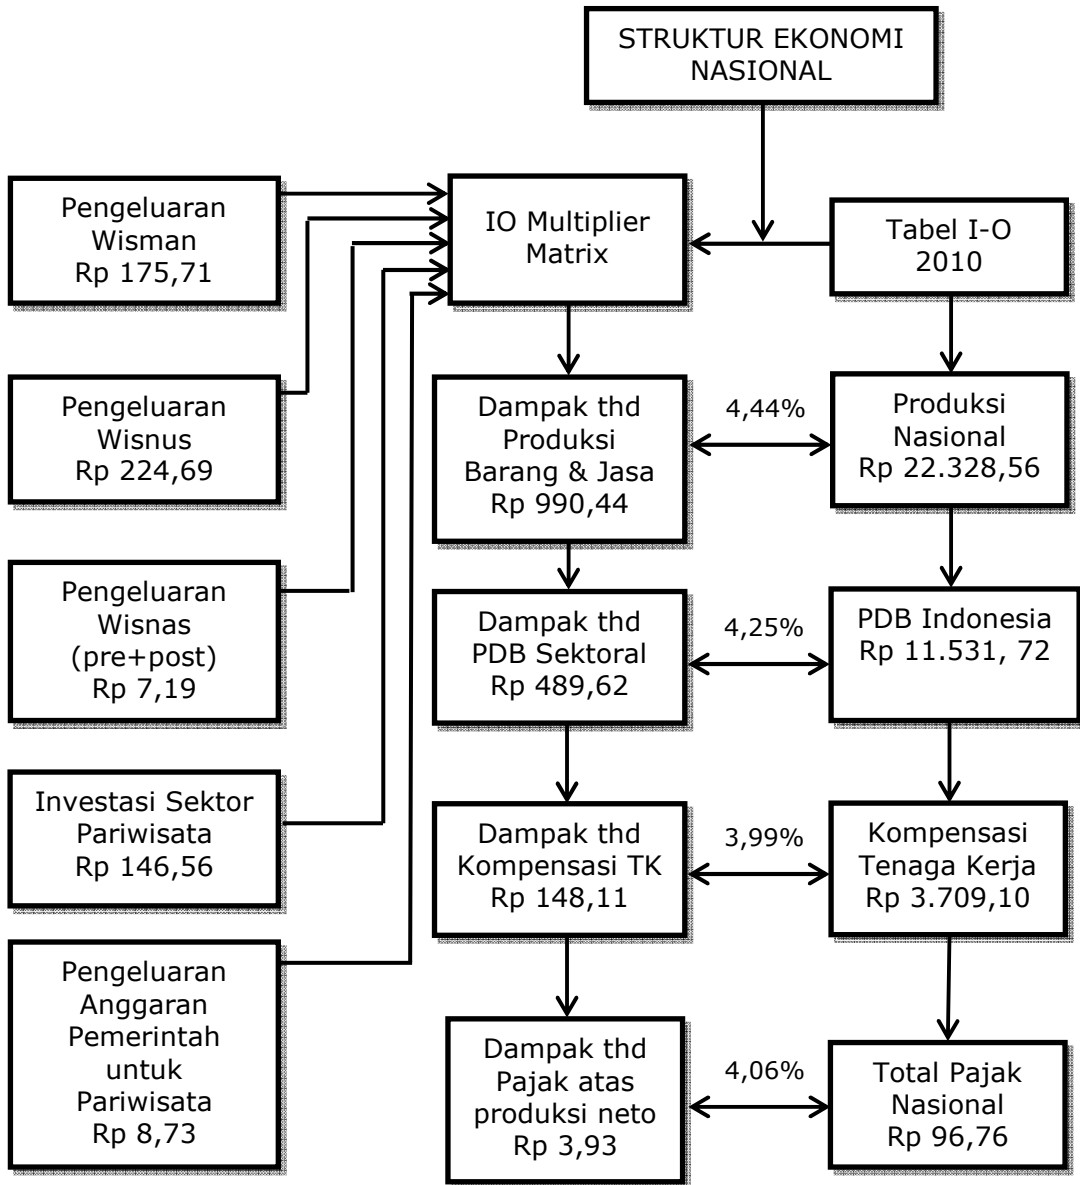 STRUKTUR EKONOMI
NASIONAL
Pengeluaran
Wisman
Rp 175,71
IO Multiplier
Matrix
Tabel I-O
2010
Pengeluaran
Wisnus
Rp 224,69
Dampak thd
Produksi
Barang & Jasa
Rp 990,44
4,44%
Produksi
Nasional
Rp 22.328,56
Pengeluaran
Wisnas
(pre+post)
Rp 7,19
Dampak thd
PDB Sektoral
Rp 489,62
4,25%
PDB Indonesia
Rp 11.531, 72
Investasi Sektor
Pariwisata
Rp 146,56
Dampak thd
Kompensasi TK
Rp 148,11
3,99%
Kompensasi
Tenaga Kerja
Rp 3.709,10
Pengeluaran
Anggaran
Pemerintah
untuk
Pariwisata
Rp 8,73
Dampak thd
Pajak atas
produksi neto
Rp 3,93
4,06%
Total Pajak
Nasional
Rp 96,76